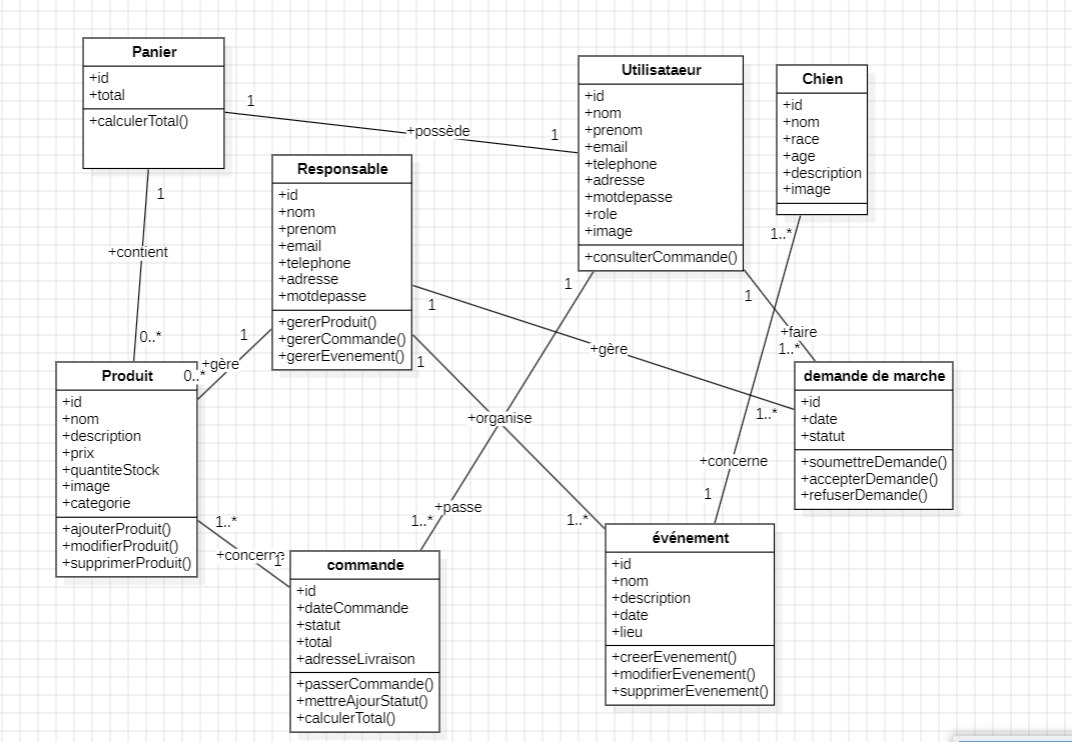 Panier
+id
+total
+calculerTotal()
1
+possède
1
Utilisataeur
+id
+nom
+prenom
+email
+telephone
+adresse
+motdepasse
+role
+image
+consulterCommande()
Chien
+id
+nom
+race
+age
+description
+image
1
+contient
0..*
Responsable
+id
+nom
+prenom
+email
+telephone
+adresse
+motdepasse
+gererProduit()
+gererCommande()
+gererEvenement()
1
+gère
0..*
1
+gère
1..*
1
+organise
1..*
1
+passe
1..*
1
+faire
1..*
1..*
+concerne
1
Produit
+id
+nom
+description
+prix
+quantiteStock
+image
+categorie
+ajouterProduit()
+modifierProduit()
+supprimerProduit()
1..*
+concerne
1
commande
+id
+dateCommande
+statut
+total
+adresseLivraison
+passerCommande()
+mettreAjourStatut()
+calculerTotal()
demande de marche
+id
+date
+statut
+soumettreDemande()
+accepterDemande()
+refuserDemande()
événement
+id
+nom
+description
+date
+lieu
+creerEvenement()
+modifierEvenement()
+supprimerEvenement()